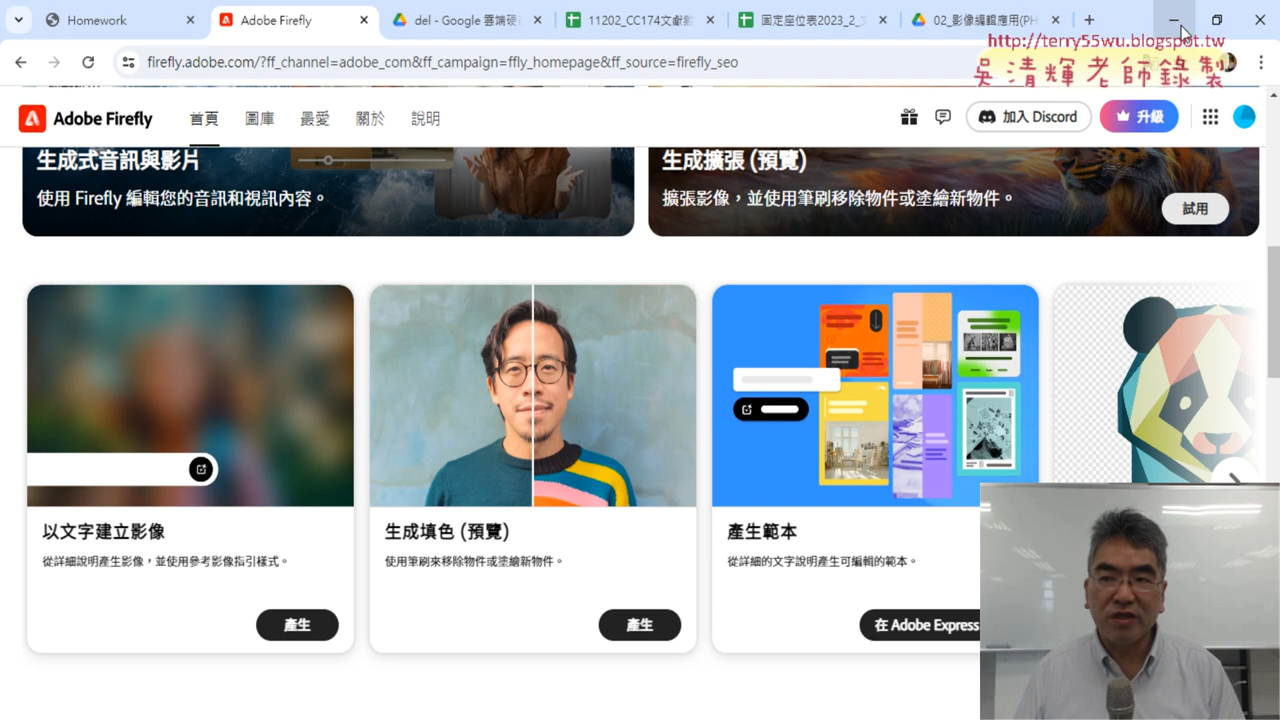 Homework
Adobe Firefly
del - Google 雲端硬
11202_CC174文獻
固定座位表2023_2_
02_影像編輯應用(PH
http://terry55wu.blogspot.tw
吳清輝老師錄製
firefly.adobe.com/?ff_channel=adobe_com&ff_campaign=ffly_homepage&ff_source=firefly_seo
Adobe Firefly
首頁
圖庫
最愛
關於
說明
加入 Discord
升級
生成式音訊與影片
使用 Firefly 編輯您的音訊和視訊內容。
生成擴張 (預覽)
擴張影像，並使用筆刷移除物件或塗繪新物件。
試用
以文字建立影像
從詳細說明產生影像，並使用參考影像指引樣式。
產生
生成填色 (預覽)
使用筆刷來移除物件或塗繪新物件。
產生
產生範本
從詳細的文字說明產生可編輯的範本。
在 Adobe Express